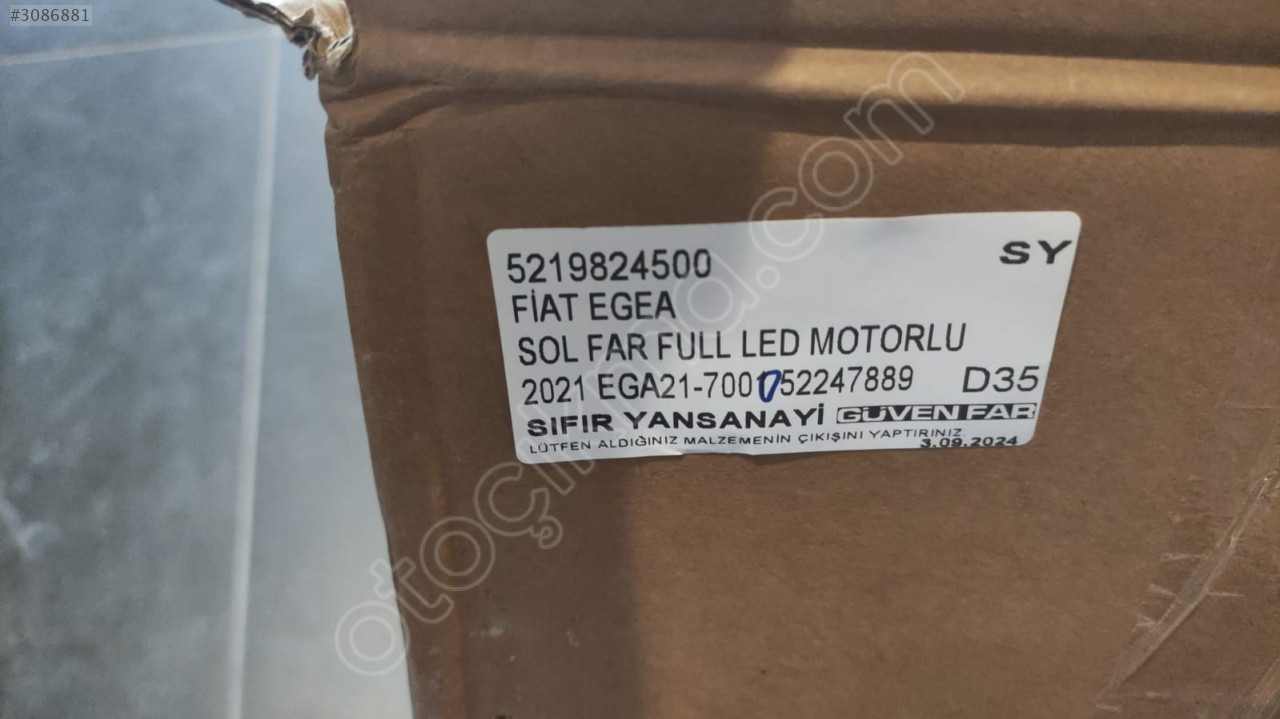 #3086881
5219824500
SY
FİAT EGEA
SOL FAR FULL LED MOTORLU
2021 EGA21-7001 52247889 D35
SIFIR YANSANAYİ GÜVEN FAR
LÜTFEN ALDIĞINIZ MALZEMENİN ÇIKIŞINI YAPTIRINIZ
3.09.2024
otoçıkma.com